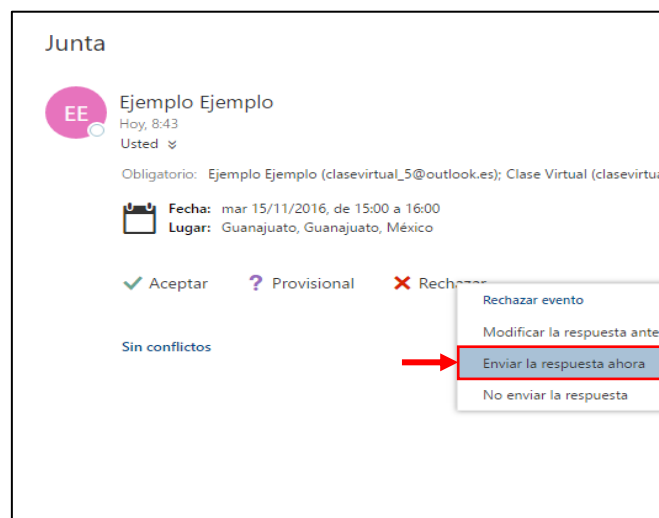 Junta
EE
Ejemplo Ejemplo
Hoy, 8:43
Usted
Obligatorio: Ejemplo Ejemplo (clasevirtual_5@outlook.es); Clase Virtual (clasevirtua
Fecha: mar 15/11/2016, de 15:00 a 16:00
Lugar: Guanajuato, Guanajuato, México
Aceptar ? Provisional Rechazar
Rechazar evento
Modificar la respuesta ante
Sin conflictos
Enviar la respuesta ahora
No enviar la respuesta